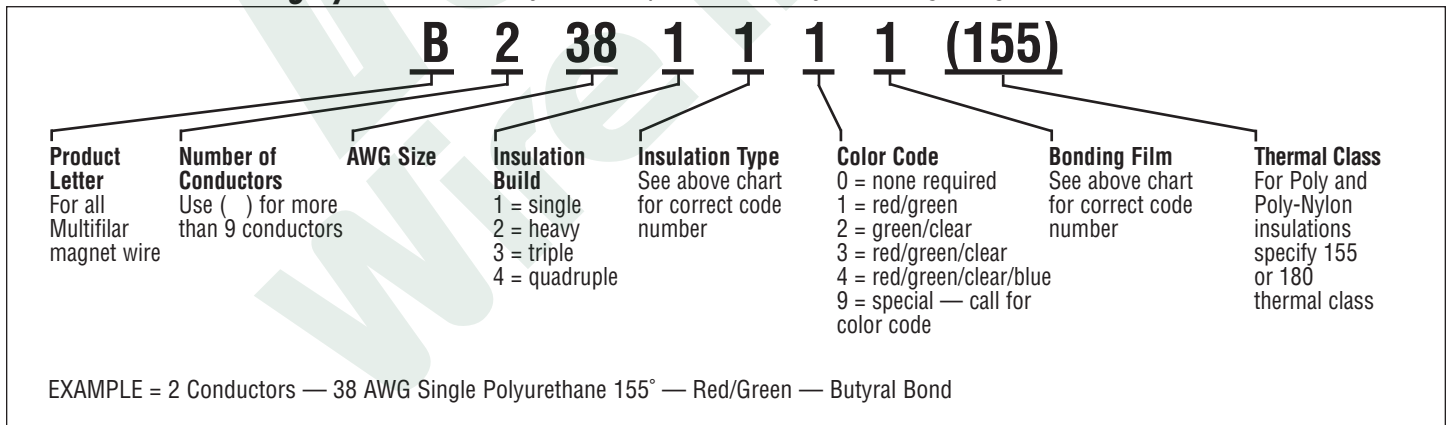 B 2 38 1 1 1 1 (155)
Product Letter
For all
Multifilar
magnet wire
Number of
Conductors
Use ( ) for more
than 9 conductors
AWG Size
Insulation
Build
1 = single
2 = heavy
3 = triple
4 = quadruple
Insulation Type
See above chart
for correct code
number
Color Code
0 = none required
1 = red/green
2 = green/clear
3 = red/green/clear
4 = red/green/clear/blue
9 = special — call for
color code
Bonding Film
See above chart
for correct code
number
Thermal Class
For Poly and
Poly-Nylon
insulations
specify 155
or 180
thermal class
EXAMPLE = 2 Conductors — 38 AWG Single Polyurethane 155° — Red/Green — Butyral Bond